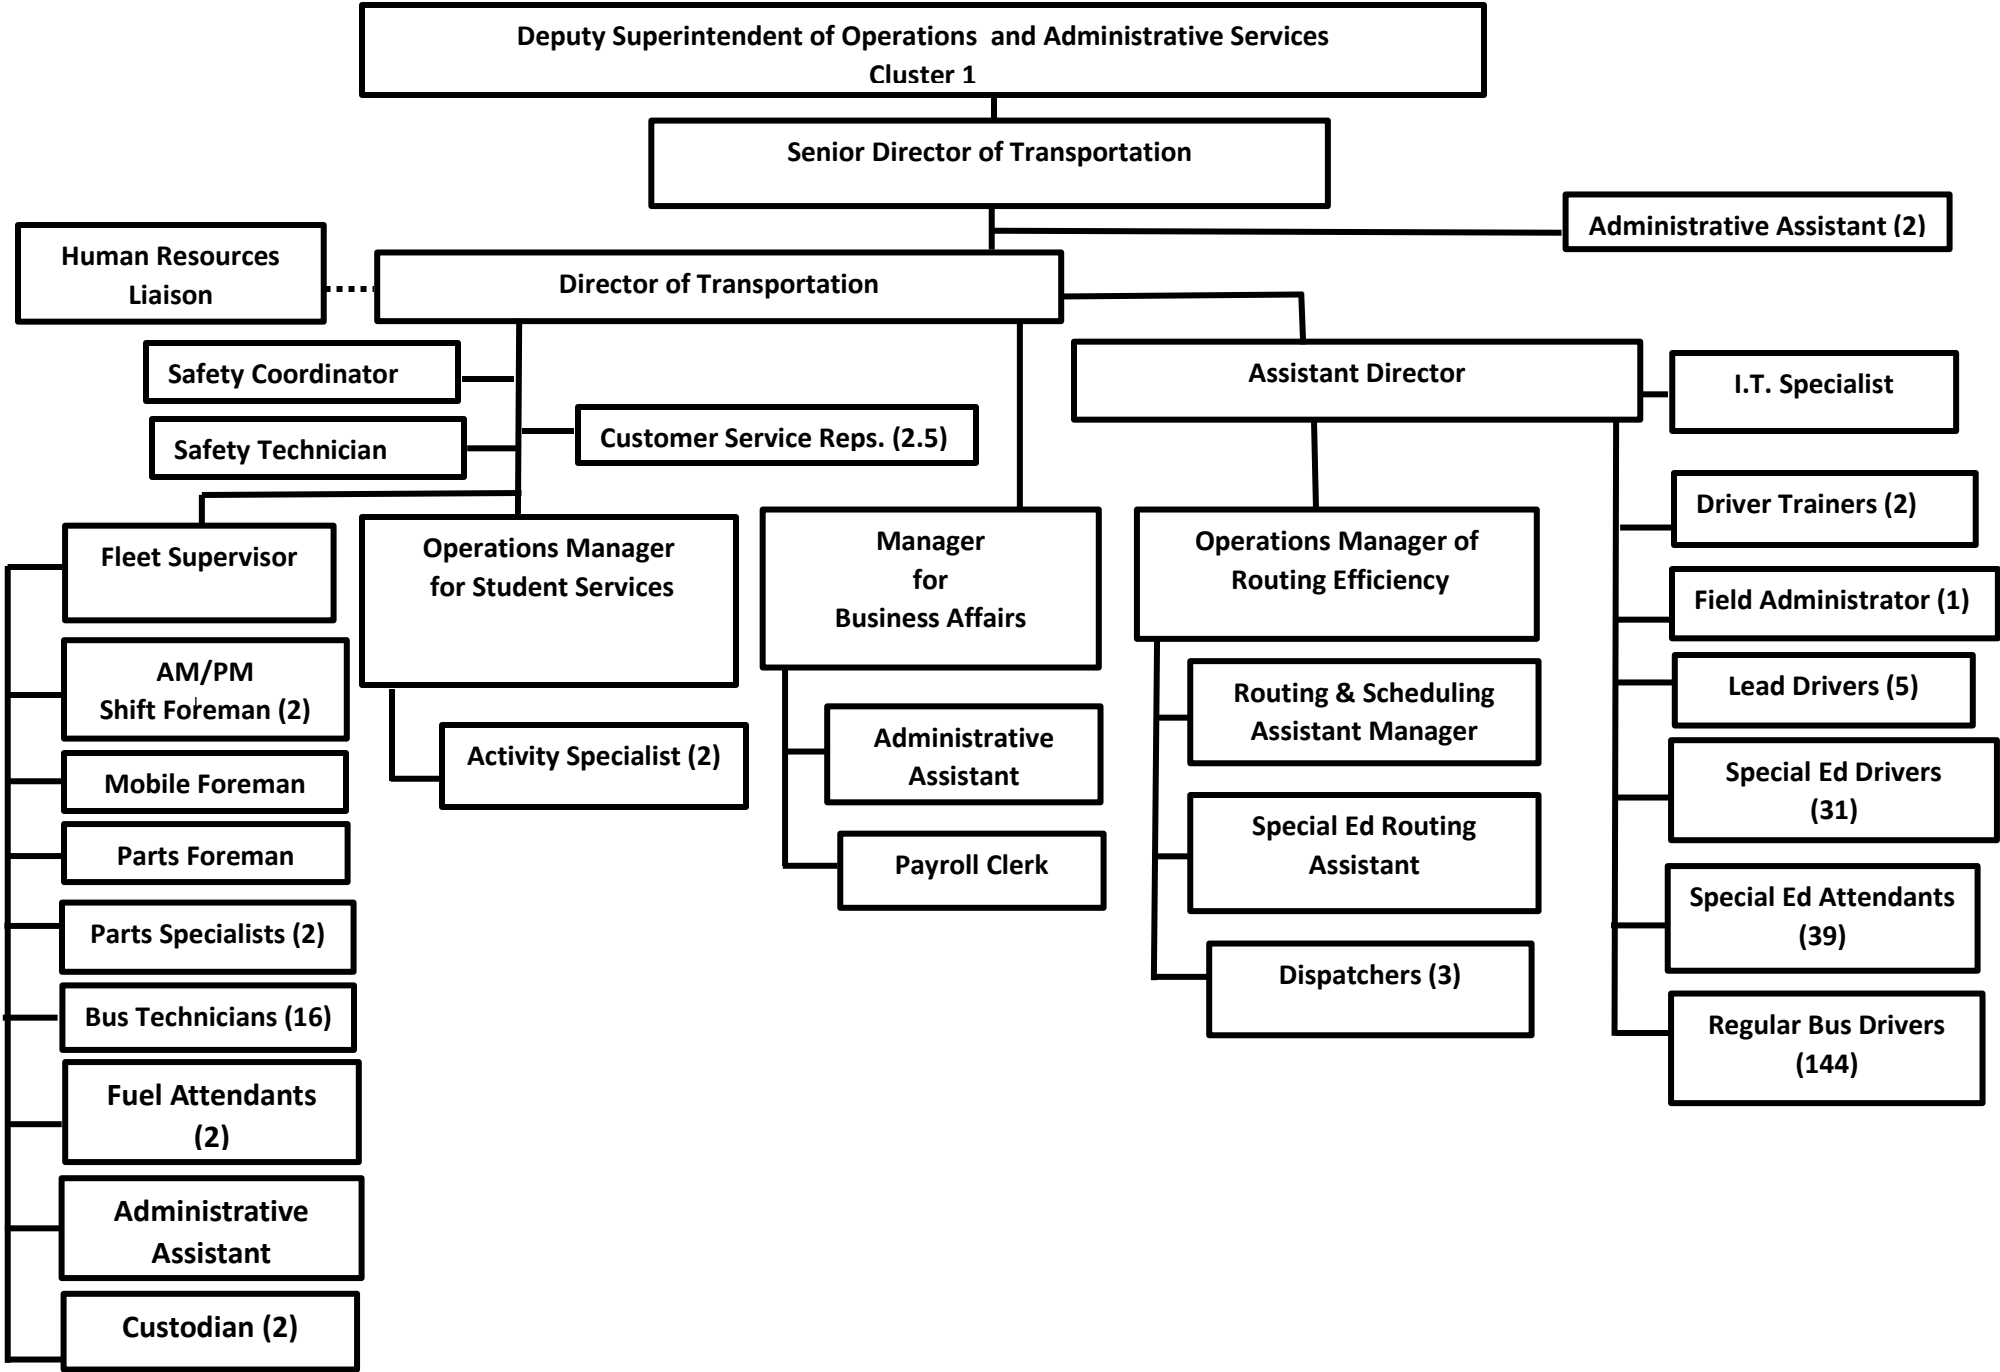 Deputy Superintendent of Operations and Administrative Services
Cluster 1
Senior Director of Transportation
Administrative Assistant (2)
Human Resources
Liaison
Director of Transportation
Safety Coordinator
Assistant Director
I.T. Specialist
Customer Service Reps. (2.5)
Safety Technician
Fleet Supervisor
Operations Manager
for Student Services
Manager
for
Business Affairs
Operations Manager of
Routing Efficiency
Driver Trainers (2)
Field Administrator (1)
Lead Drivers (5)
Special Ed Drivers
(31)
Special Ed Attendants
(39)
Regular Bus Drivers
(144)
AM/PM
Shift Foreman (2)
Mobile Foreman
Parts Foreman
Parts Specialists (2)
Bus Technicians (16)
Fuel Attendants
(2)
Administrative
Assistant
Custodian (2)
Activity Specialist (2)
Administrative
Assistant
Payroll Clerk
Routing & Scheduling
Assistant Manager
Special Ed Routing
Assistant
Dispatchers (3)